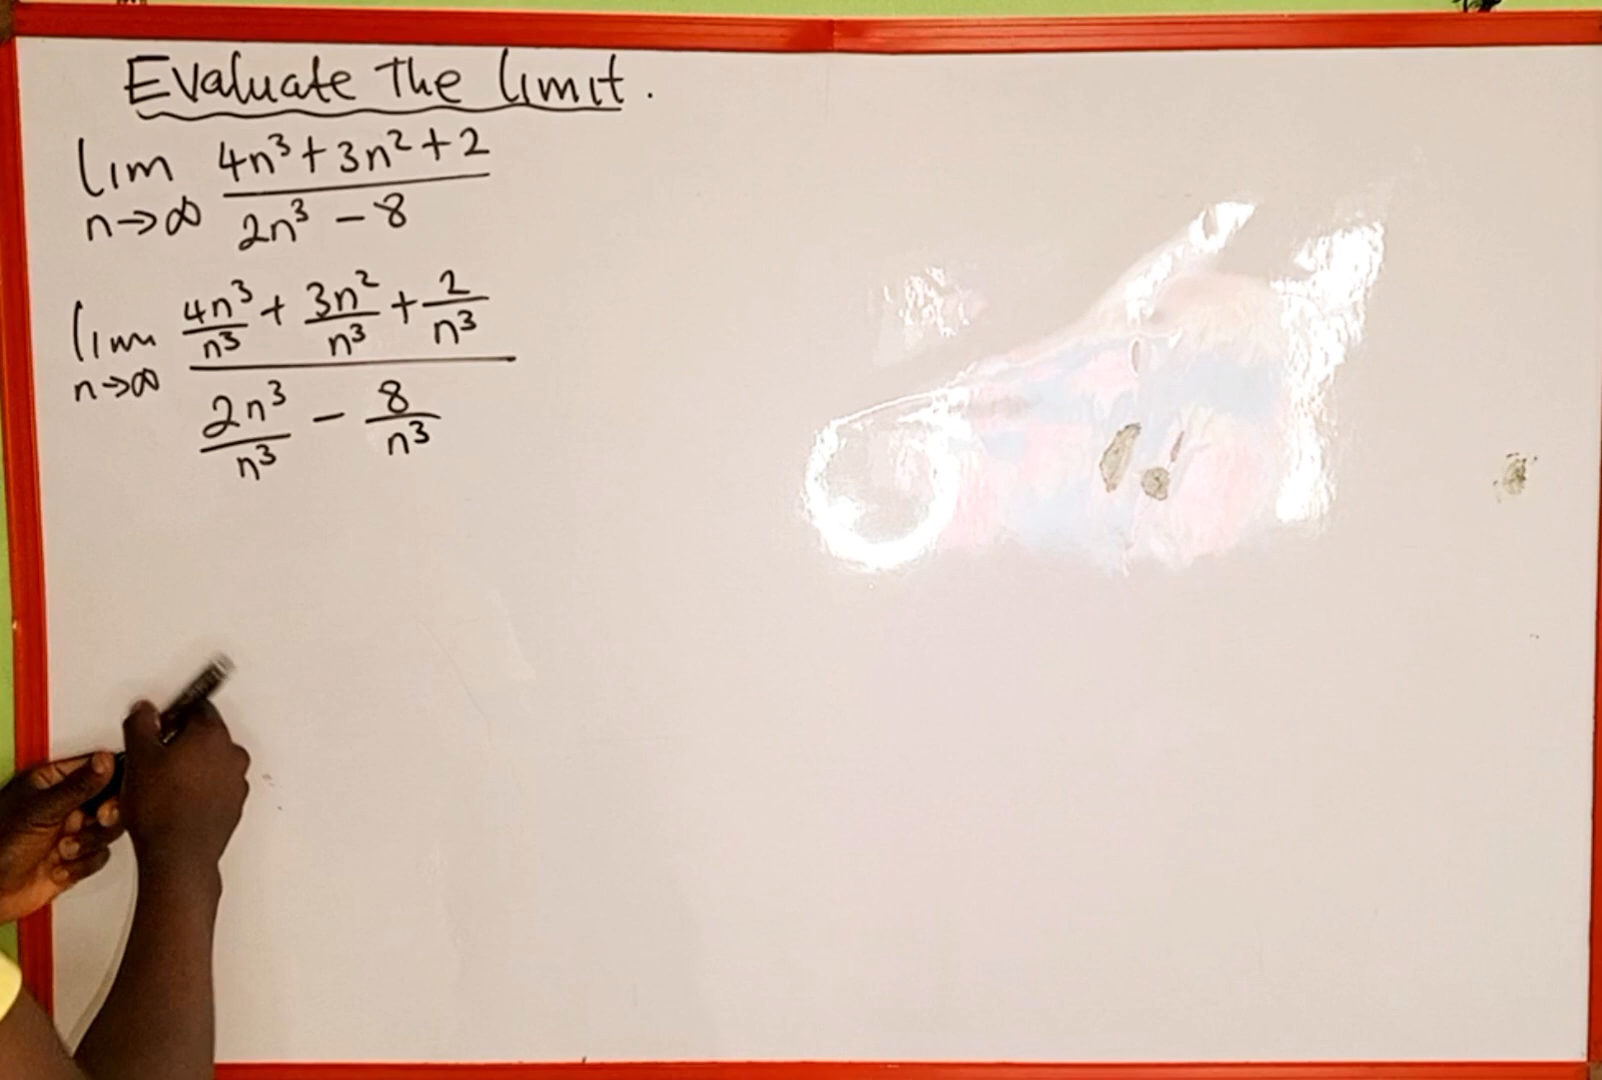 Evaluate The limit.
lim n→∞ (4n³ + 3n² + 2) / (2n³ - 8)
lim n→∞ (4n³/n³ + 3n²/n³ + 2/n³) / (2n³/n³ - 8/n³)